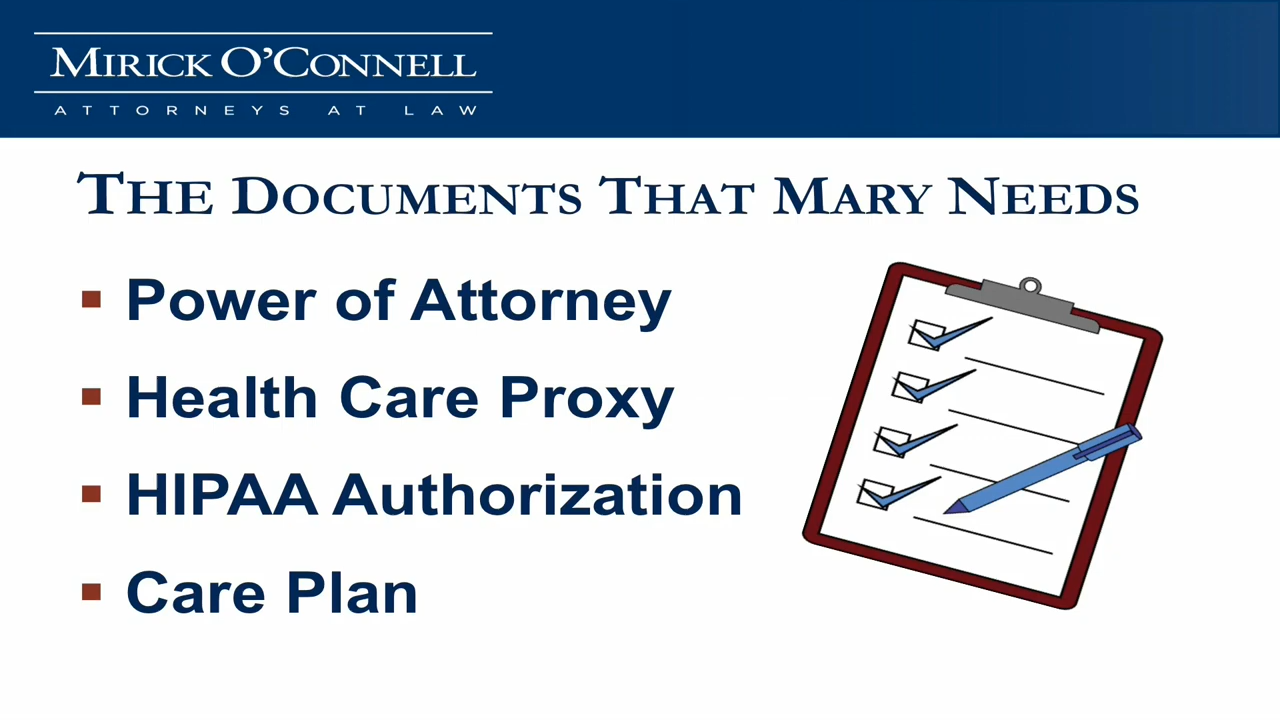 MIRICK O'CONNELL
ATTORNEYS AT LAW
THE DOCUMENTS THAT MARY NEEDS
▪ Power of Attorney
▪ Health Care Proxy
▪ HIPAA Authorization
▪ Care Plan